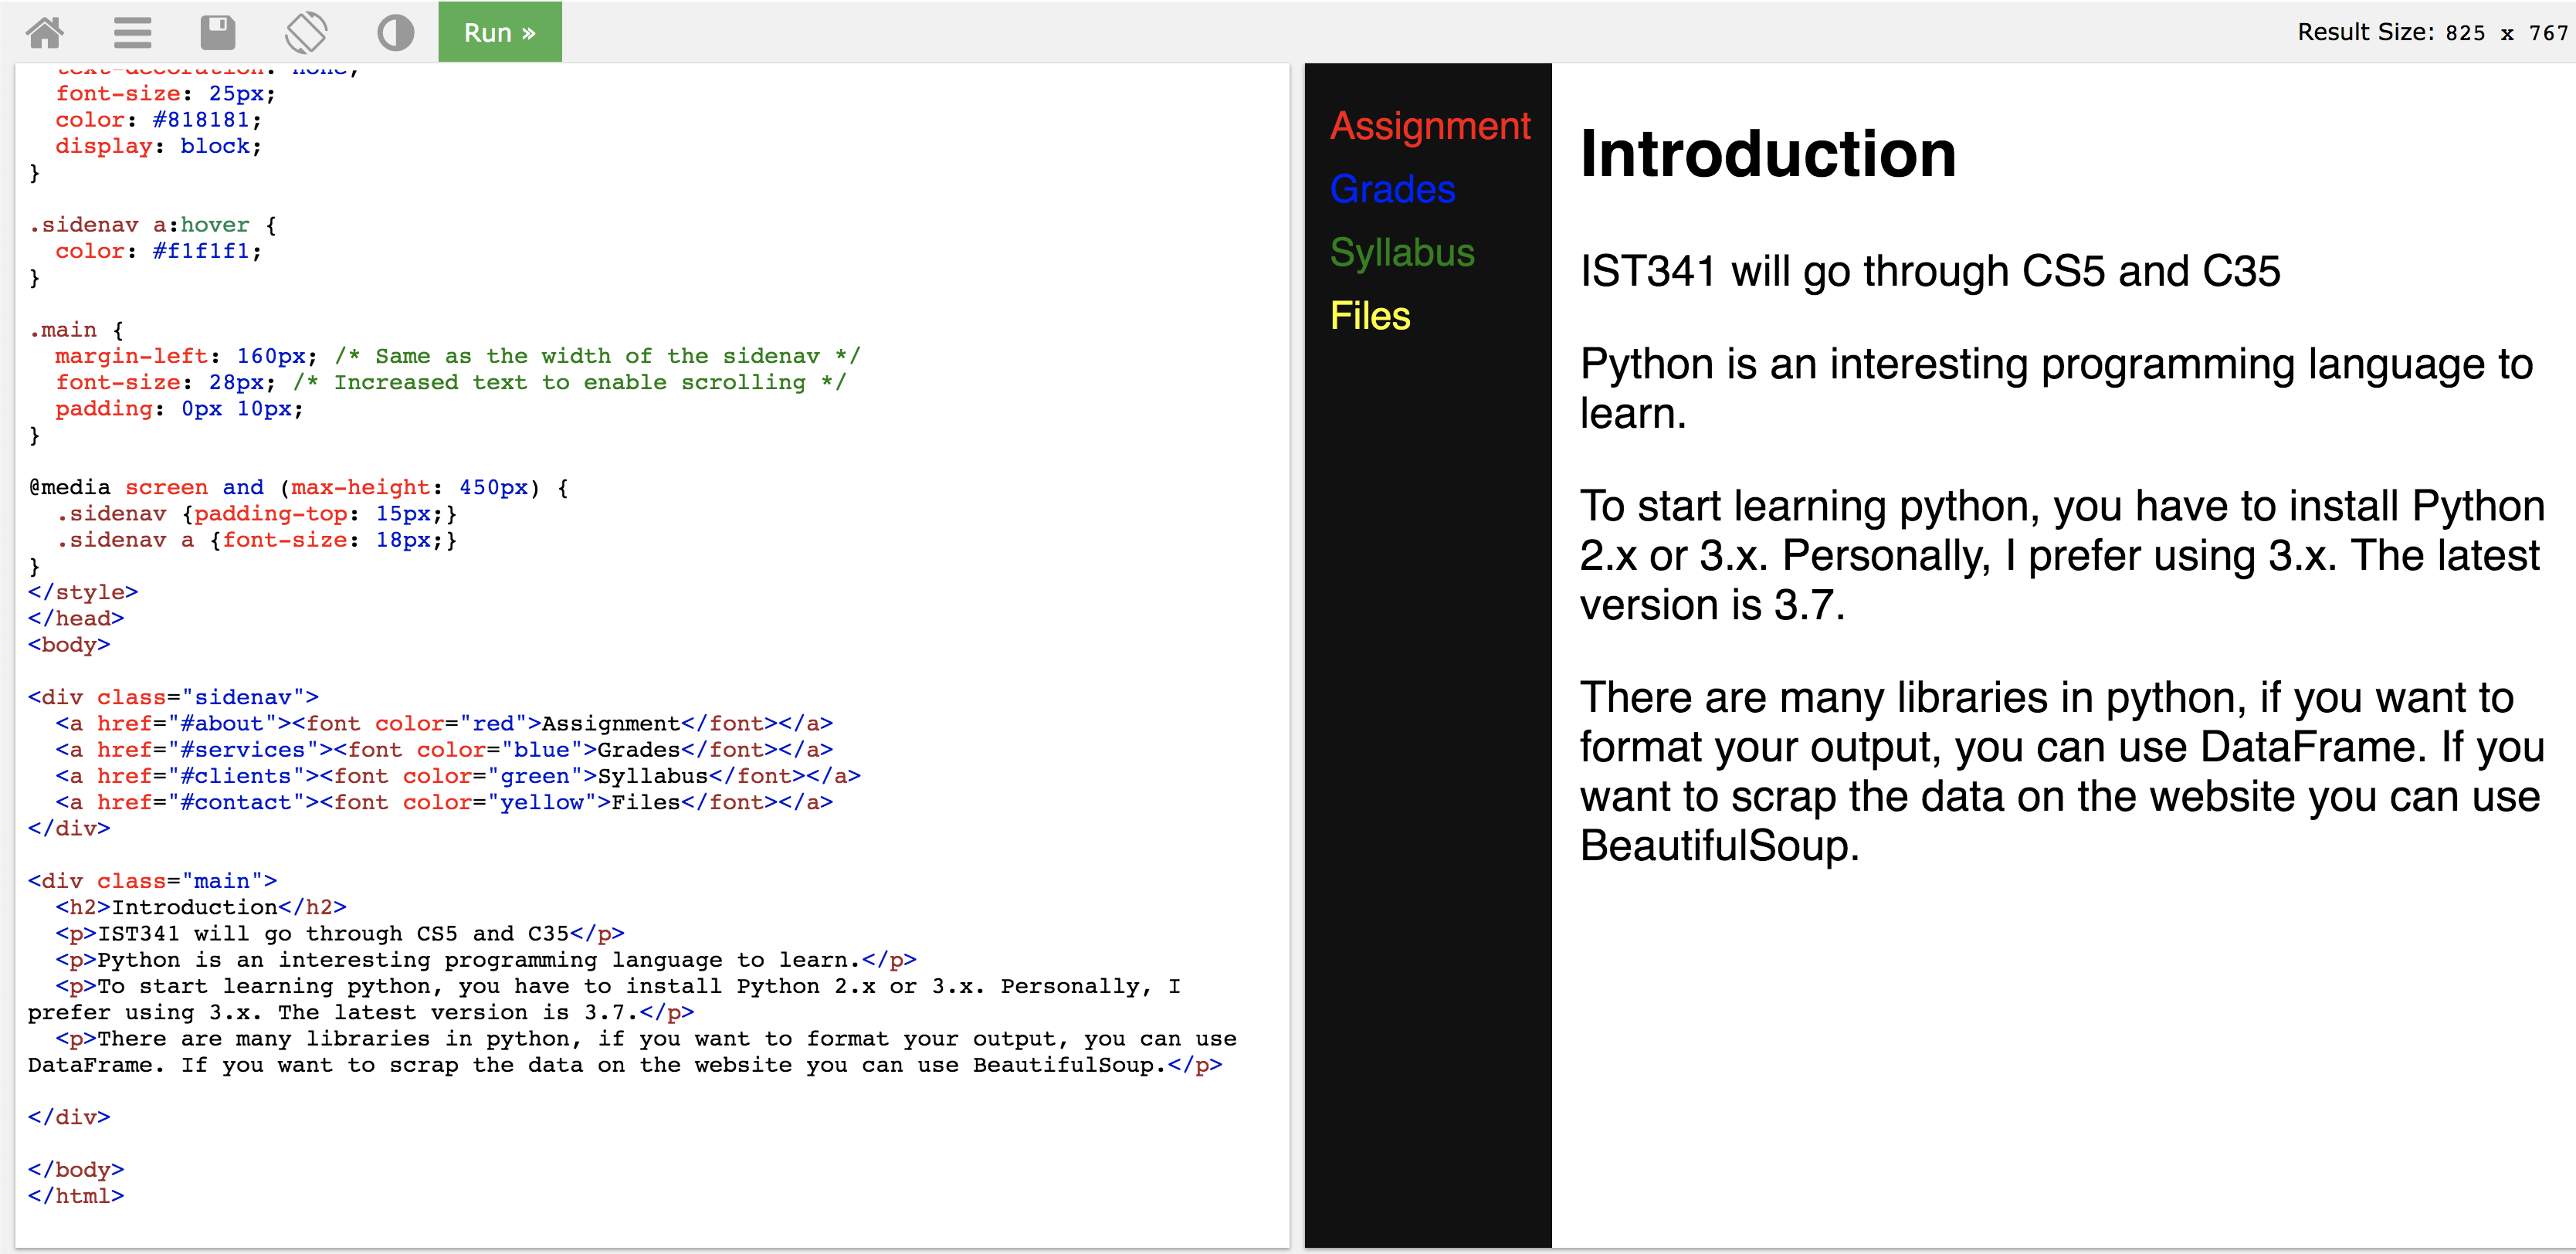 Run »
Result Size: 825 x 767
text-decoration: none;
font-size: 25px;
color: #818181;
display: block;
}
.sidenav a:hover {
color: #f1f1f1;
}
.main {
margin-left: 160px; /* Same as the width of the sidenav */
font-size: 28px; /* Increased text to enable scrolling */
padding: 0px 10px;
}
@media screen and (max-height: 450px) {
.sidenav {padding-top: 15px;}
.sidenav a {font-size: 18px;}
}
</style>
</head>
<body>
<div class="sidenav">
<a href="#about"><font color="red">Assignment</font></a>
<a href="#services"><font color="blue">Grades</font></a>
<a href="#clients"><font color="green">Syllabus</font></a>
<a href="#contact"><font color="yellow">Files</font></a>
</div>
<div class="main">
<h2>Introduction</h2>
<p>IST341 will go through CS5 and C35</p>
<p>Python is an interesting programming language to learn.</p>
<p>To start learning python, you have to install Python 2.x or 3.x. Personally, I
prefer using 3.x. The latest version is 3.7.</p>
<p>There are many libraries in python, if you want to format your output, you can use
DataFrame. If you want to scrap the data on the website you can use BeautifulSoup.</p>
</div>
</body>
</html>
Assignment
Grades
Syllabus
Files
Introduction
IST341 will go through CS5 and C35
Python is an interesting programming language to
learn.
To start learning python, you have to install Python
2.x or 3.x. Personally, I prefer using 3.x. The latest
version is 3.7.
There are many libraries in python, if you want to
format your output, you can use DataFrame. If you
want to scrap the data on the website you can use
BeautifulSoup.